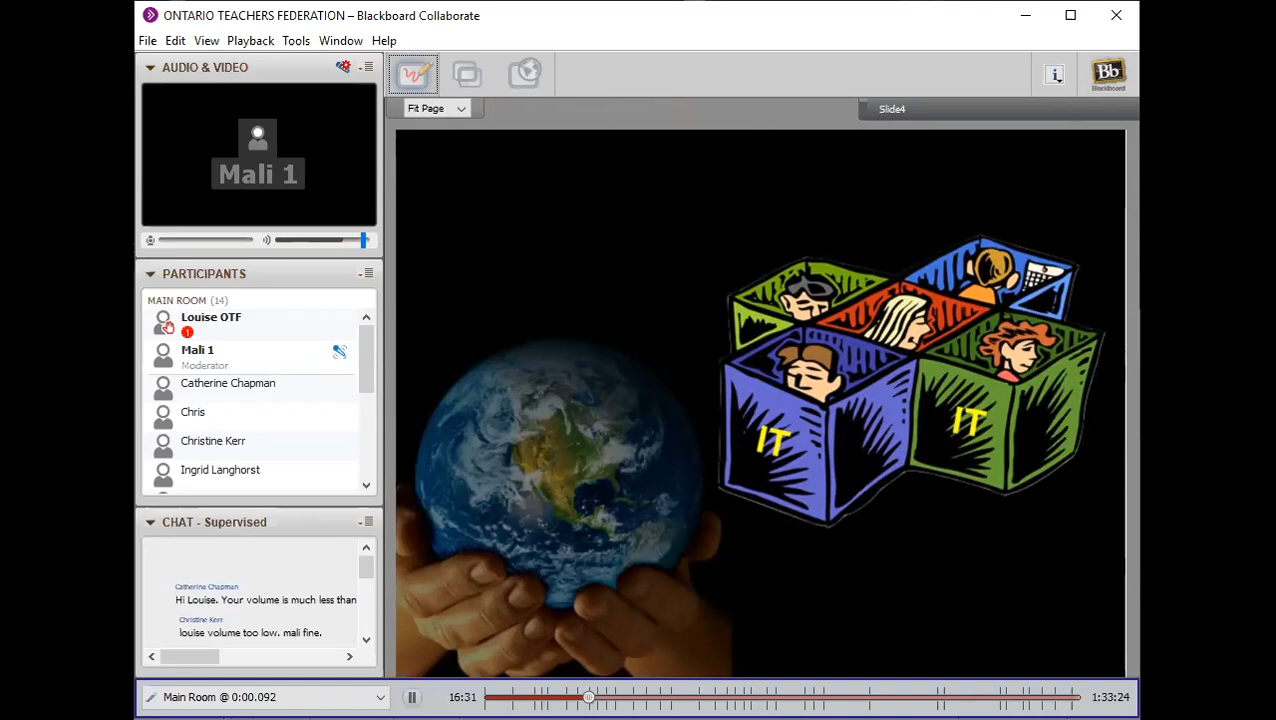 ONTARIO TEACHERS FEDERATION – Blackboard Collaborate
File Edit View Playback Tools Window Help
AUDIO & VIDEO
Mali 1
PARTICIPANTS
MAIN ROOM (14)
Louise OTF
1
Mali 1
Moderator
Catherine Chapman
Chris
Christine Kerr
Ingrid Langhorst
CHAT - Supervised
Catherine Chapman
Hi Louise. Your volume is much less than
Christine Kerr
louise volume too low. mali fine.
i
Bb
Blackboard
Fit Page
Slide4
IT
IT
Main Room @ 0:00.092
16:31
1:33:24